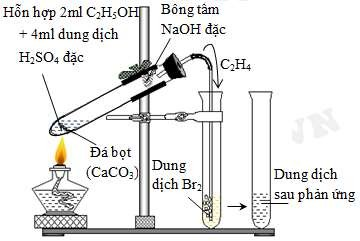 Hỗn hợp 2ml C₂H₅OH
+ 4ml dung dịch
H₂SO₄ đặc
Bông tẩm
NaOH đặc
C₂H₄
Đá bọt
(CaCO₃)
Dung
dịch Br₂
Dung dịch
sau phản ứng
VN